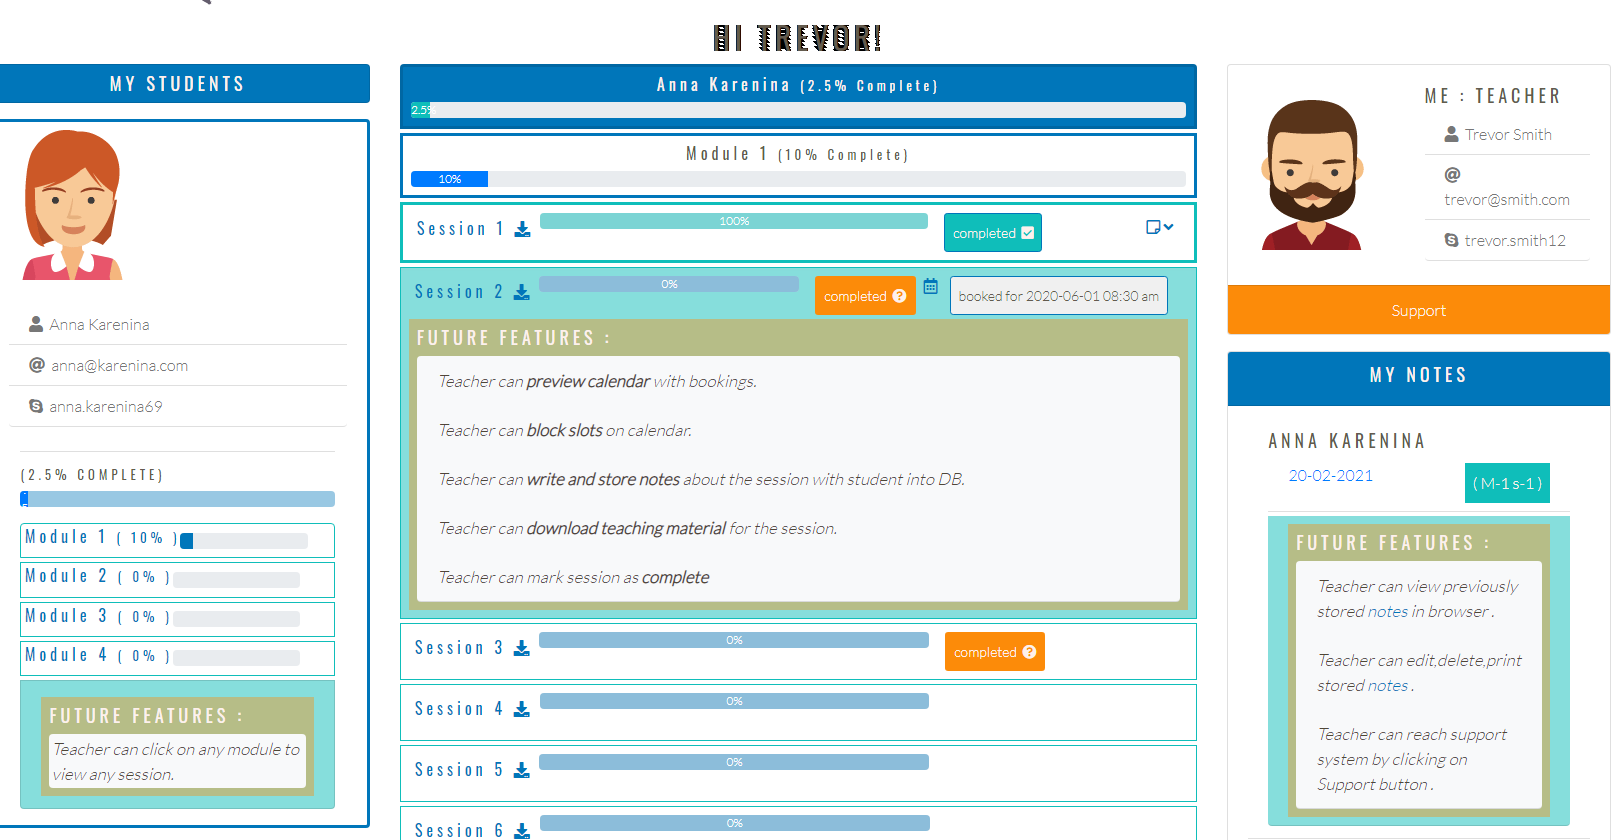 HI TREVOR!
MY STUDENTS
Anna Karenina
anna@karenina.com
anna.karenina69
(2.5% COMPLETE)
Module 1 ( 10% )
Module 2 ( 0% )
Module 3 ( 0% )
Module 4 ( 0% )
FUTURE FEATURES :
Teacher can click on any module to
view any session.
Anna Karenina (2.5% Complete)
2.5%
Module 1 (10% Complete)
10%
Session 1
100%
completed
Session 2
0%
completed
booked for 2020-06-01 08:30 am
FUTURE FEATURES :
Teacher can preview calendar with bookings.
Teacher can block slots on calendar.
Teacher can write and store notes about the session with student into DB.
Teacher can download teaching material for the session.
Teacher can mark session as complete
Session 3
0%
completed
Session 4
0%
Session 5
0%
Session 6
0%
ME : TEACHER
Trevor Smith
trevor@smith.com
trevor.smith12
Support
MY NOTES
ANNA KARENINA
20-02-2021
( M-1 s-1 )
FUTURE FEATURES :
Teacher can view previously
stored notes in browser .
Teacher can edit,delete,print
stored notes .
Teacher can reach support
system by clicking on
Support button .